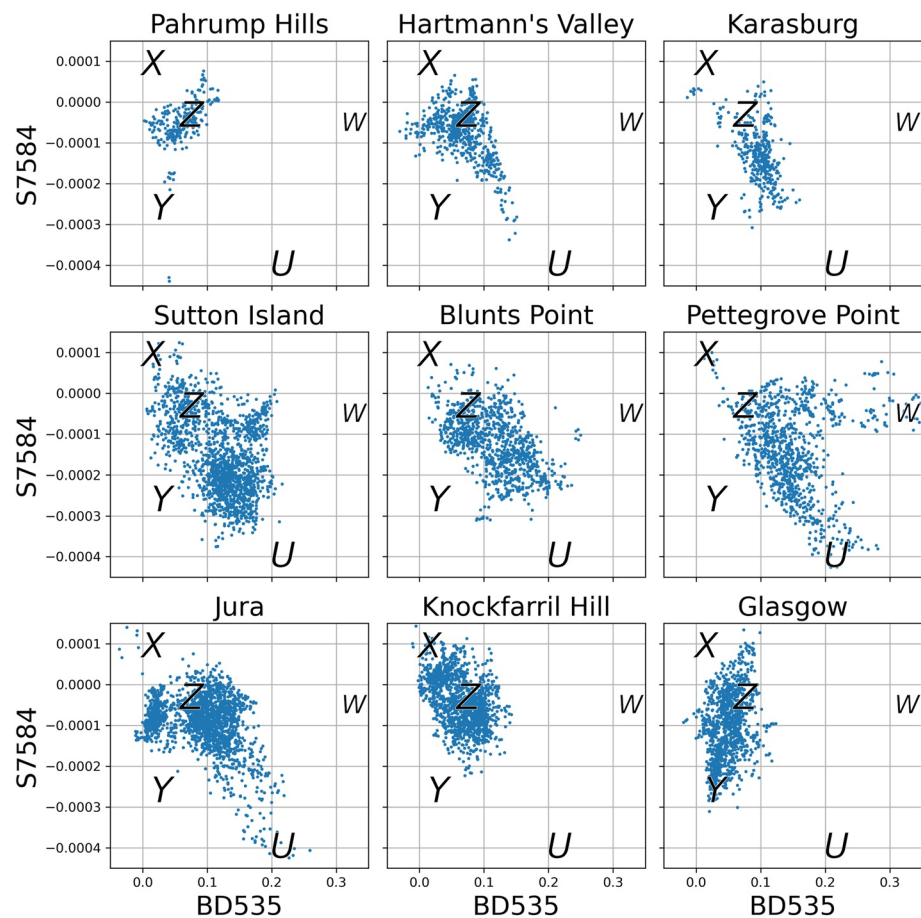 Pahrump Hills Hartmann's Valley Karasburg
0.0001 X X X
0.0000 Z W Z W Z W
−0.0001
S7584
−0.0002 Y Y Y
−0.0003
−0.0004 U U U
Sutton Island Blunts Point Pettegrove Point
0.0001 X X X
0.0000 Z W Z W Z W
−0.0001
S7584
−0.0002 Y Y Y
−0.0003
−0.0004 U U U
Jura Knockfarril Hill Glasgow
0.0001 X X X
0.0000 Z W Z W Z W
−0.0001
S7584
−0.0002 Y Y Y
−0.0003
−0.0004 U U U
0.0 0.1 0.2 0.3 0.0 0.1 0.2 0.3 0.0 0.1 0.2 0.3
BD535 BD535 BD535